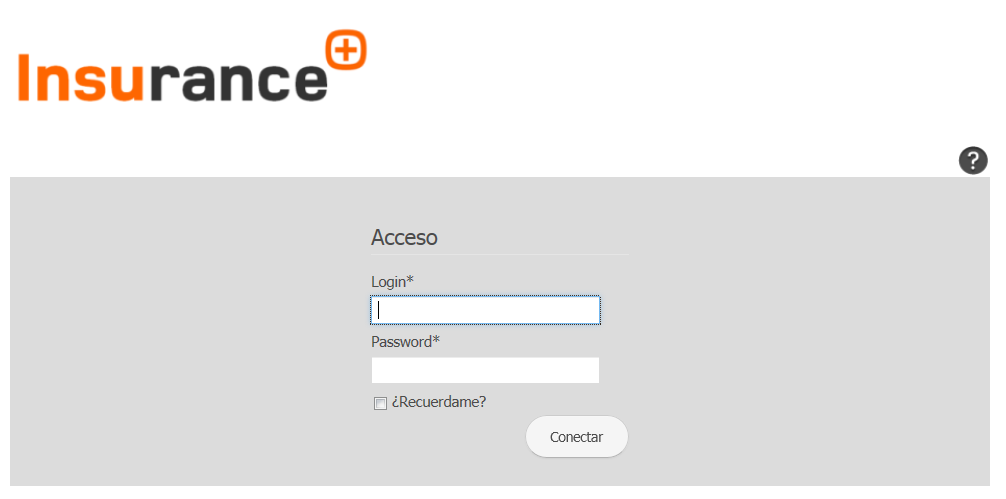 Insurance+
?
Acceso
Login*
Password*
¿Recuerdame?
Conectar